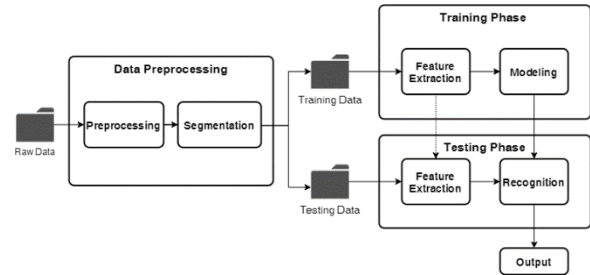 Training Phase
Feature
Extraction
Modeling
Training Data
Data Preprocessing
Preprocessing
Segmentation
Raw Data
Testing Phase
Feature
Extraction
Recognition
Testing Data
Output